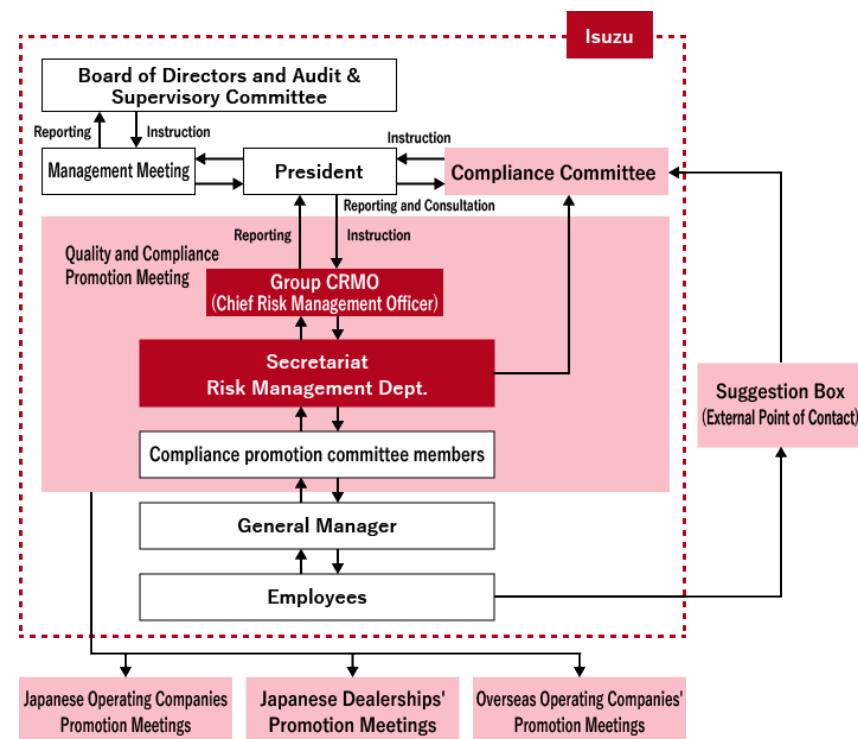 Isuzu
Board of Directors and Audit &
Supervisory Committee
Reporting
Instruction
Instruction
Management Meeting
President
Compliance Committee
Reporting and Consultation
Reporting
Instruction
Quality and Compliance
Promotion Meeting
Group CRMO
(Chief Risk Management Officer)
Secretariat
Risk Management Dept.
Suggestion Box
(External Point of Contact)
Compliance promotion committee members
General Manager
Employees
Japanese Operating Companies
Promotion Meetings
Japanese Dealerships'
Promotion Meetings
Overseas Operating Companies'
Promotion Meetings